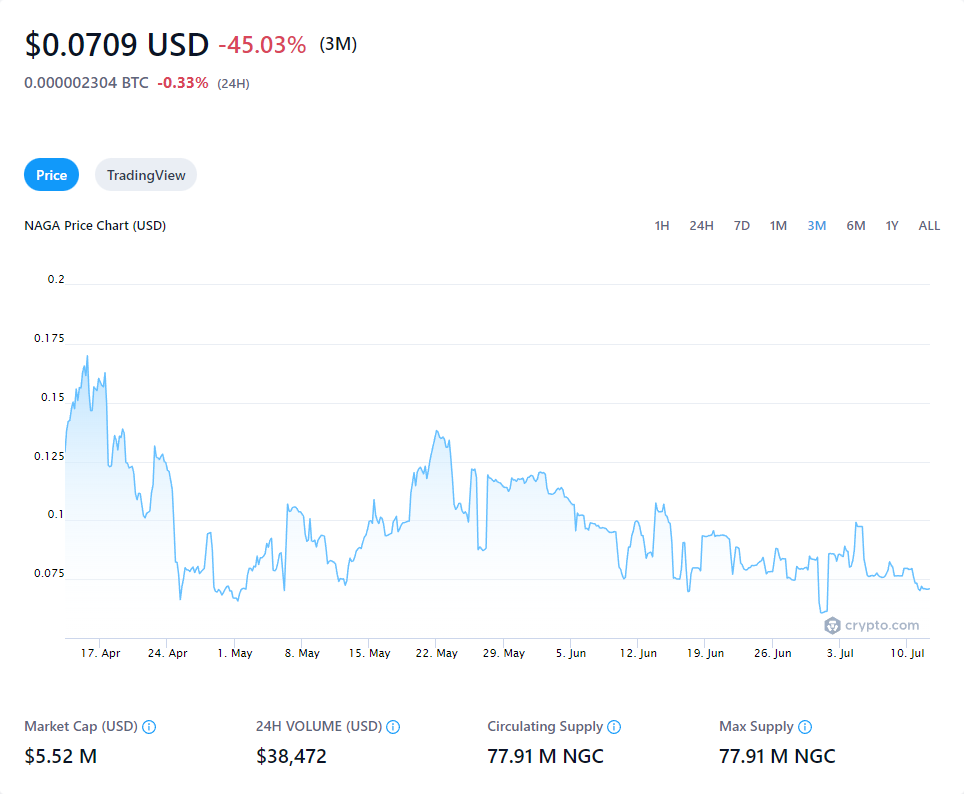 $0.0709 USD -45.03% (3M)
0.000002304 BTC -0.33% (24H)
Price TradingView
NAGA Price Chart (USD) 1H 24H 7D 1M 3M 6M 1Y ALL
0.2
0.175
0.15
0.125
0.1
0.075
crypto.com
17. Apr 24. Apr 1. May 8. May 15. May 22. May 29. May 5. Jun 12. Jun 19. Jun 26. Jun 3. Jul 10. Jul
Market Cap (USD) 24H VOLUME (USD) Circulating Supply Max Supply
$5.52 M $38,472 77.91 M NGC 77.91 M NGC